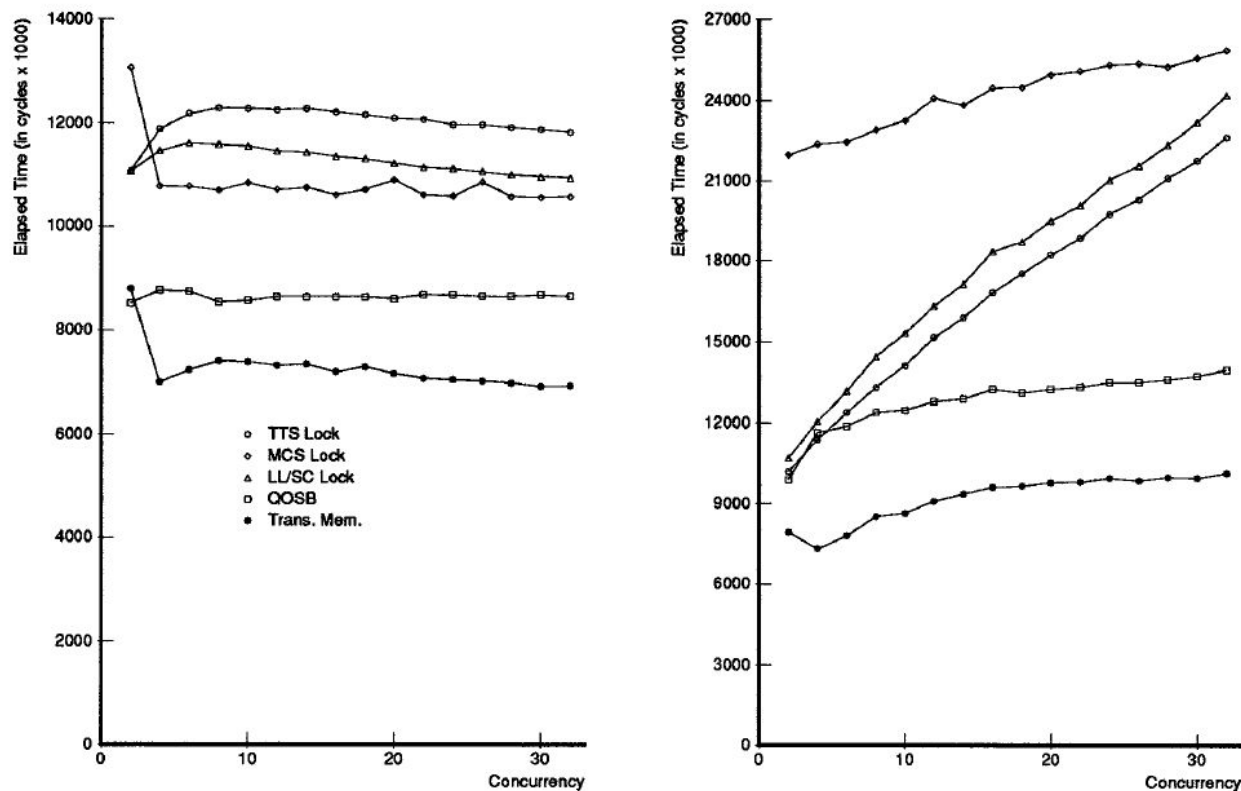 Elapsed Time (in cycles x 1000)
14000
12000
10000
8000
6000
4000
2000
0
TTS Lock
MCS Lock
LL/SC Lock
QOSB
Trans. Mem.
0
10
20
30
Concurrency
Elapsed Time (in cycles x 1000)
27000
24000
21000
18000
15000
12000
9000
6000
3000
0
0
10
20
30
Concurrency